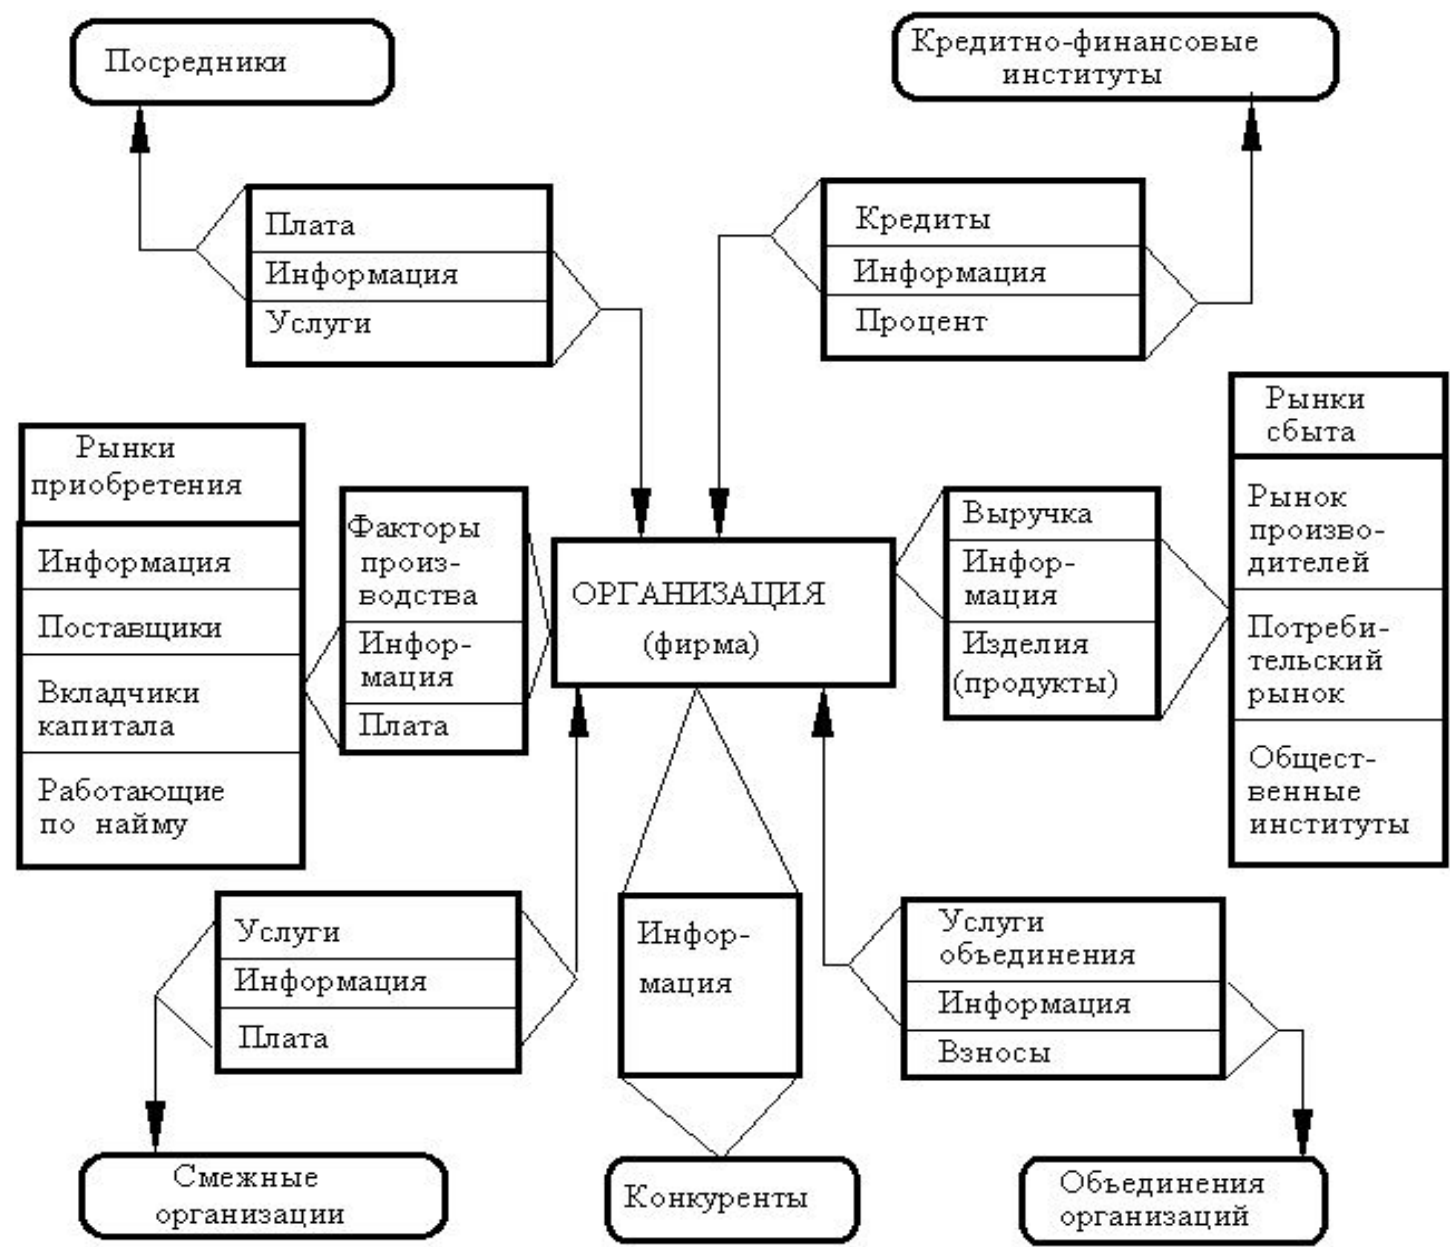 Посредники
Кредитно-финансовые
институты
Плата
Информация
Услуги
Кредиты
Информация
Процент
Рынки
приобретения
Информация
Поставщики
Вкладчики
капитала
Работающие
по найму
Факторы
произ-
водства
Инфор-
мация
Плата
ОРГАНИЗАЦИЯ
(фирма)
Выручка
Инфор-
мация
Изделия
(продукты)
Рынки
сбыта
Рынок
произво-
дителей
Потреби-
тельский
рынок
Общест-
венные
институты
Услуги
Информация
Плата
Инфор-
мация
Услуги
объединения
Информация
Взносы
Смежные
организации
Конкуренты
Объединения
организаций